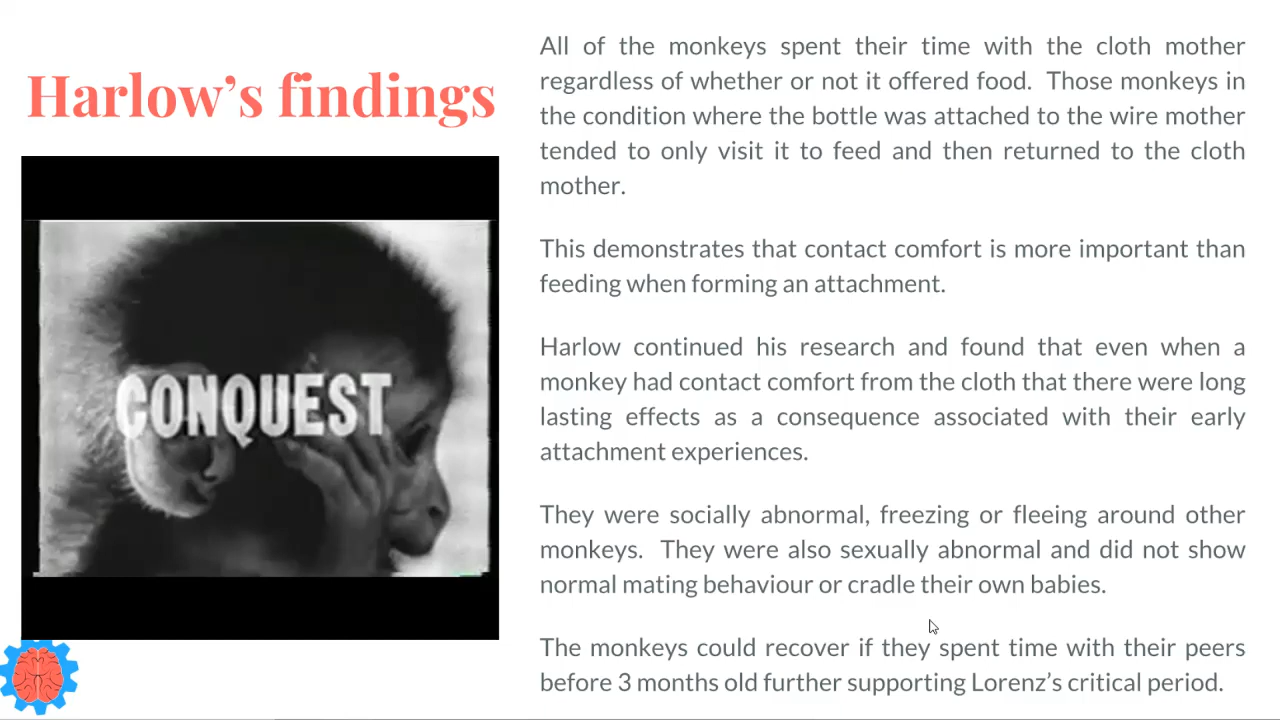 Harlow’s findings
CONQUEST
All of the monkeys spent their time with the cloth mother
regardless of whether or not it offered food. Those monkeys in
the condition where the bottle was attached to the wire mother
tended to only visit it to feed and then returned to the cloth
mother.
This demonstrates that contact comfort is more important than
feeding when forming an attachment.
Harlow continued his research and found that even when a
monkey had contact comfort from the cloth that there were long
lasting effects as a consequence associated with their early
attachment experiences.
They were socially abnormal, freezing or fleeing around other
monkeys. They were also sexually abnormal and did not show
normal mating behaviour or cradle their own babies.
The monkeys could recover if they spent time with their peers
before 3 months old further supporting Lorenz’s critical period.